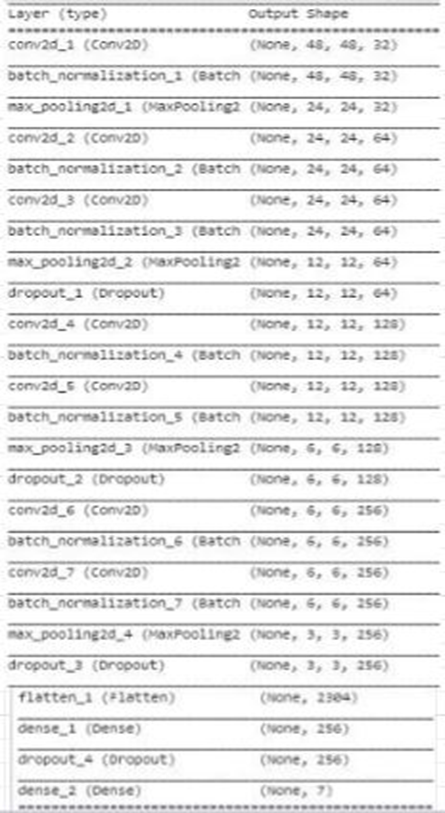 Layer (type) Output Shape
conv2d_1 (Conv2D) (None, 48, 48, 32)
batch_normalization_1 (Batch (None, 48, 48, 32)
max_pooling2d_1 (MaxPooling2 (None, 24, 24, 32)
conv2d_2 (Conv2D) (None, 24, 24, 64)
batch_normalization_2 (Batch (None, 24, 24, 64)
conv2d_3 (Conv2D) (None, 24, 24, 64)
batch_normalization_3 (Batch (None, 24, 24, 64)
max_pooling2d_2 (MaxPooling2 (None, 12, 12, 64)
dropout_1 (Dropout) (None, 12, 12, 64)
conv2d_4 (Conv2D) (None, 12, 12, 128)
batch_normalization_4 (Batch (None, 12, 12, 128)
conv2d_5 (Conv2D) (None, 12, 12, 128)
batch_normalization_5 (Batch (None, 12, 12, 128)
max_pooling2d_3 (MaxPooling2 (None, 6, 6, 128)
dropout_2 (Dropout) (None, 6, 6, 128)
conv2d_6 (Conv2D) (None, 6, 6, 256)
batch_normalization_6 (Batch (None, 6, 6, 256)
conv2d_7 (Conv2D) (None, 6, 6, 256)
batch_normalization_7 (Batch (None, 6, 6, 256)
max_pooling2d_4 (MaxPooling2 (None, 3, 3, 256)
dropout_3 (Dropout) (None, 3, 3, 256)
flatten_1 (Flatten) (None, 2304)
dense_1 (Dense) (None, 256)
dropout_4 (Dropout) (None, 256)
dense_2 (Dense) (None, 7)